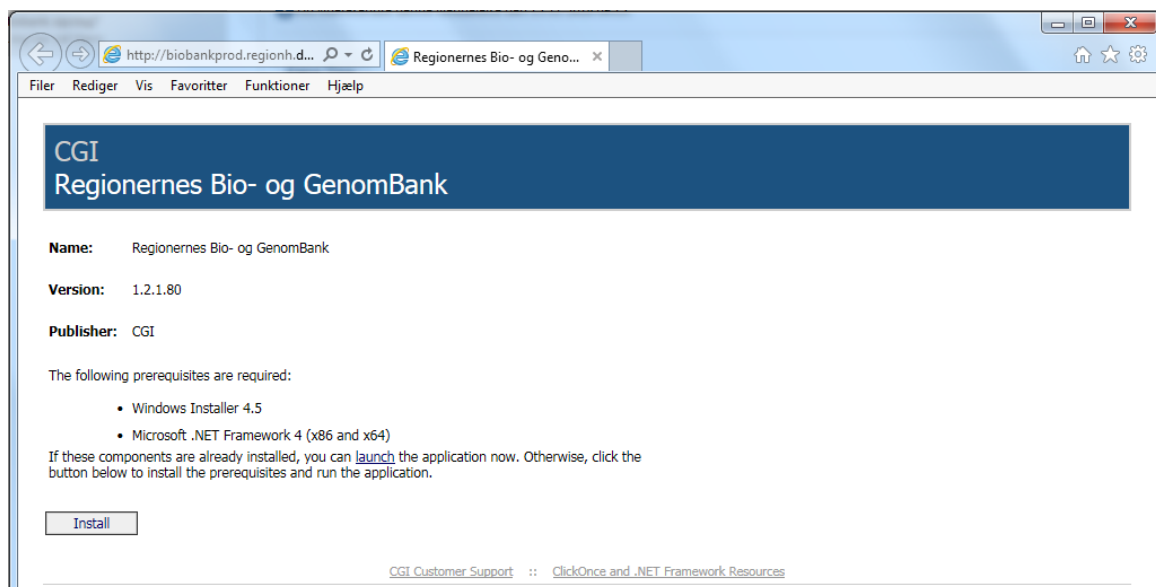 http://biobankprod.regionh.d...
Regionernes Bio- og Geno...
Filer Rediger Vis Favoritter Funktioner Hjælp
CGI
Regionernes Bio- og GenomBank
Name: Regionernes Bio- og GenomBank
Version: 1.2.1.80
Publisher: CGI
The following prerequisites are required:
• Windows Installer 4.5
• Microsoft .NET Framework 4 (x86 and x64)
If these components are already installed, you can launch the application now. Otherwise, click the
button below to install the prerequisites and run the application.
Install
CGI Customer Support :: ClickOnce and .NET Framework Resources